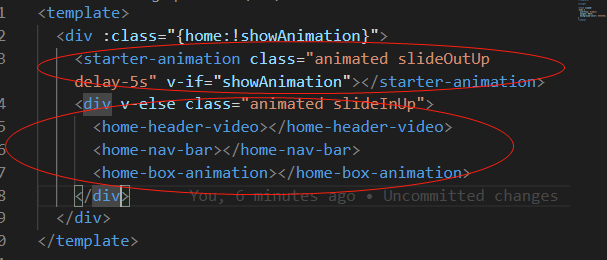 1 <template>
2 <div :class="{home:!showAnimation}">
3 <starter-animation class="animated slideOutUp
delay-5s" v-if="showAnimation"></starter-animation>
4 <div v-else class="animated slideInUp">
5 <home-header-video></home-header-video>
6 <home-nav-bar></home-nav-bar>
7 <home-box-animation></home-box-animation>
8 </div> You, 6 minutes ago • Uncommitted changes
9 </div>
0 </template>